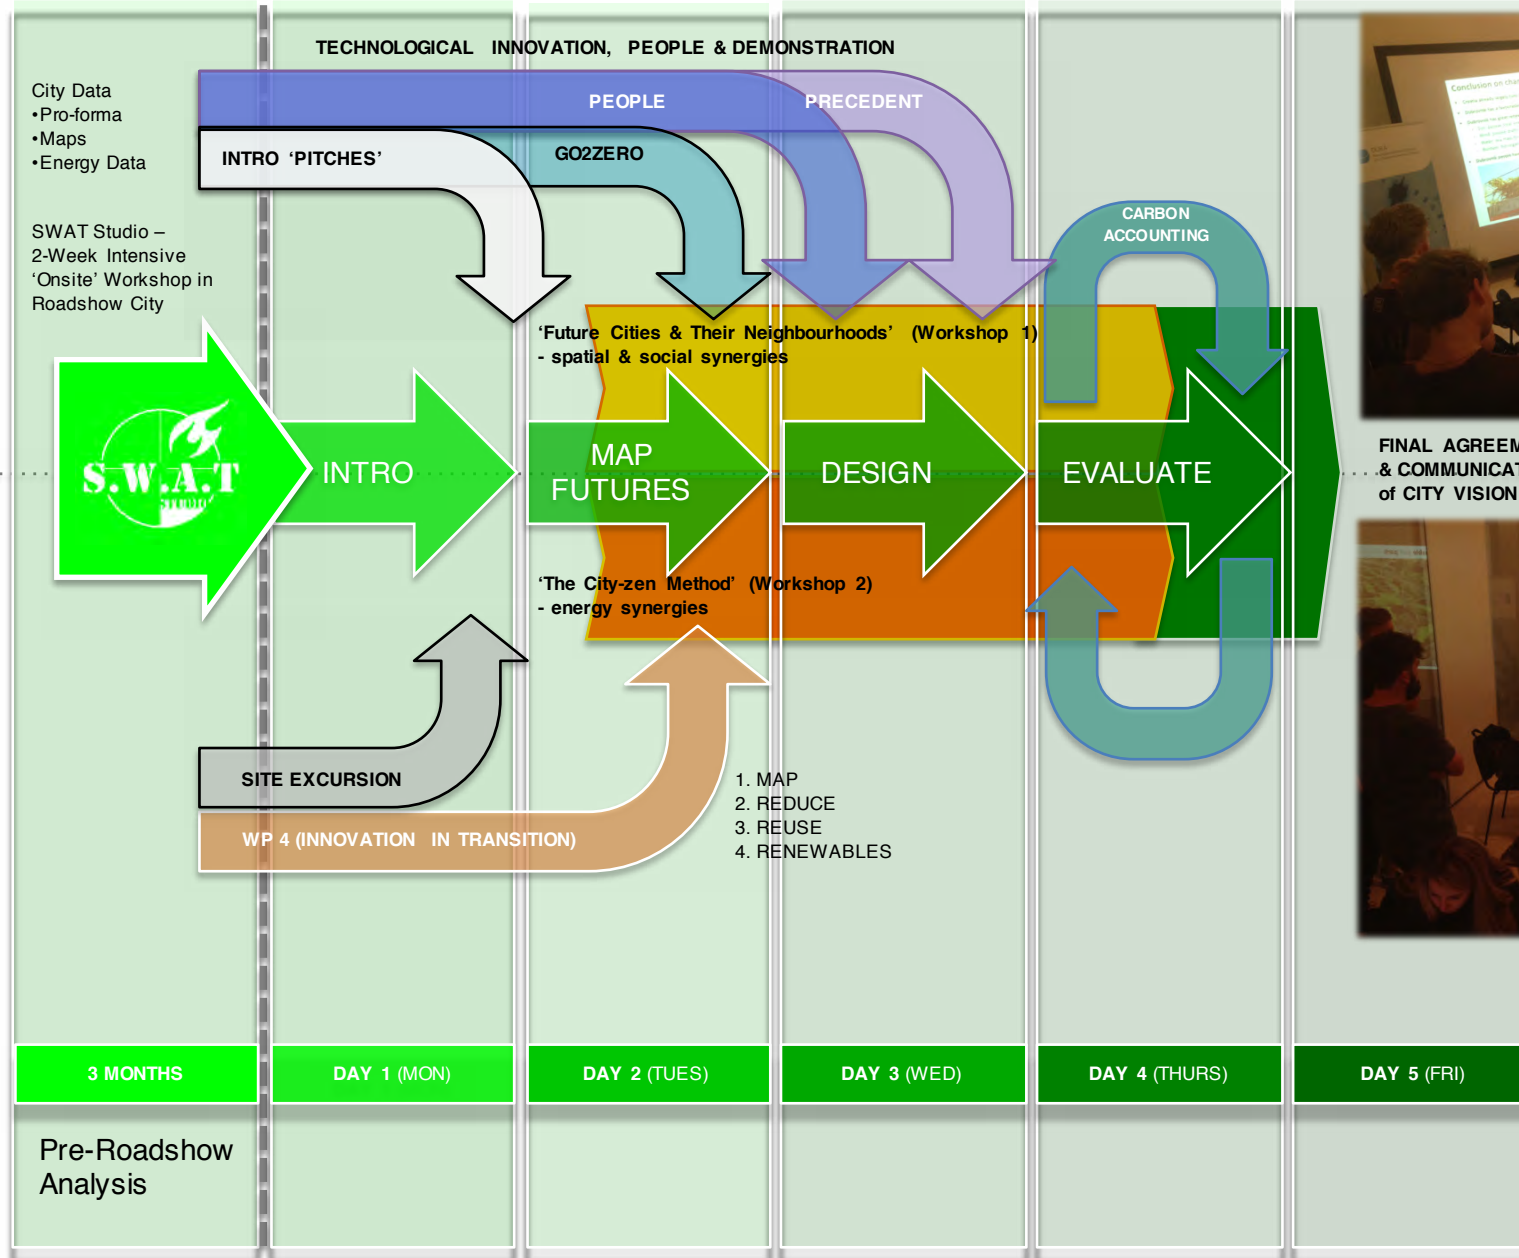 TECHNOLOGICAL INNOVATION, PEOPLE & DEMONSTRATION
City Data
•Pro-forma
•Maps
•Energy Data
PEOPLE
PRECEDENT
INTRO ‘PITCHES’
GO2ZERO
SWAT Studio –
2-Week Intensive
‘Onsite’ Workshop in
Roadshow City
CARBON
ACCOUNTING
‘Future Cities & Their Neighbourhoods’ (Workshop 1)
- spatial & social synergies
S.W.A.T
STUDIO
INTRO
MAP
FUTURES
DESIGN
EVALUATE
FINAL AGREEM
& COMMUNICAT
of CITY VISION
‘The City-zen Method’ (Workshop 2)
- energy synergies
SITE EXCURSION
WP 4 (INNOVATION IN TRANSITION)
1. MAP
2. REDUCE
3. REUSE
4. RENEWABLES
3 MONTHS
DAY 1 (MON)
DAY 2 (TUES)
DAY 3 (WED)
DAY 4 (THURS)
DAY 5 (FRI)
Pre-Roadshow
Analysis
Conclusion on cha